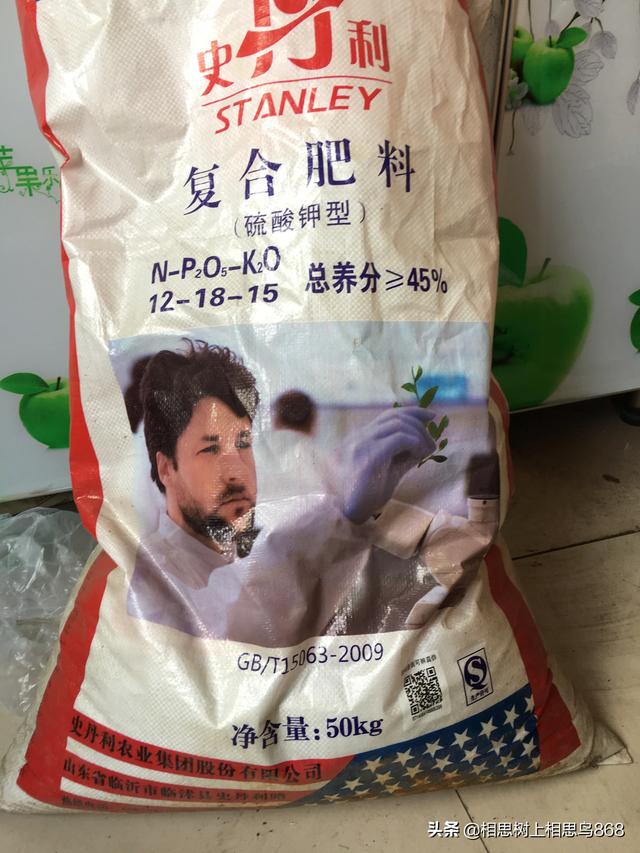 史丹利
STANLEY
复合肥料
(硫酸钾型)
N-P₂O₅-K₂O
12-18-15
总养分≥45%
GB/T15063-2009
净含量:50kg
史丹利农业集团股份有限公司
山东省临沂市临沭县史丹利路
头条 @相思树上相思鸟868